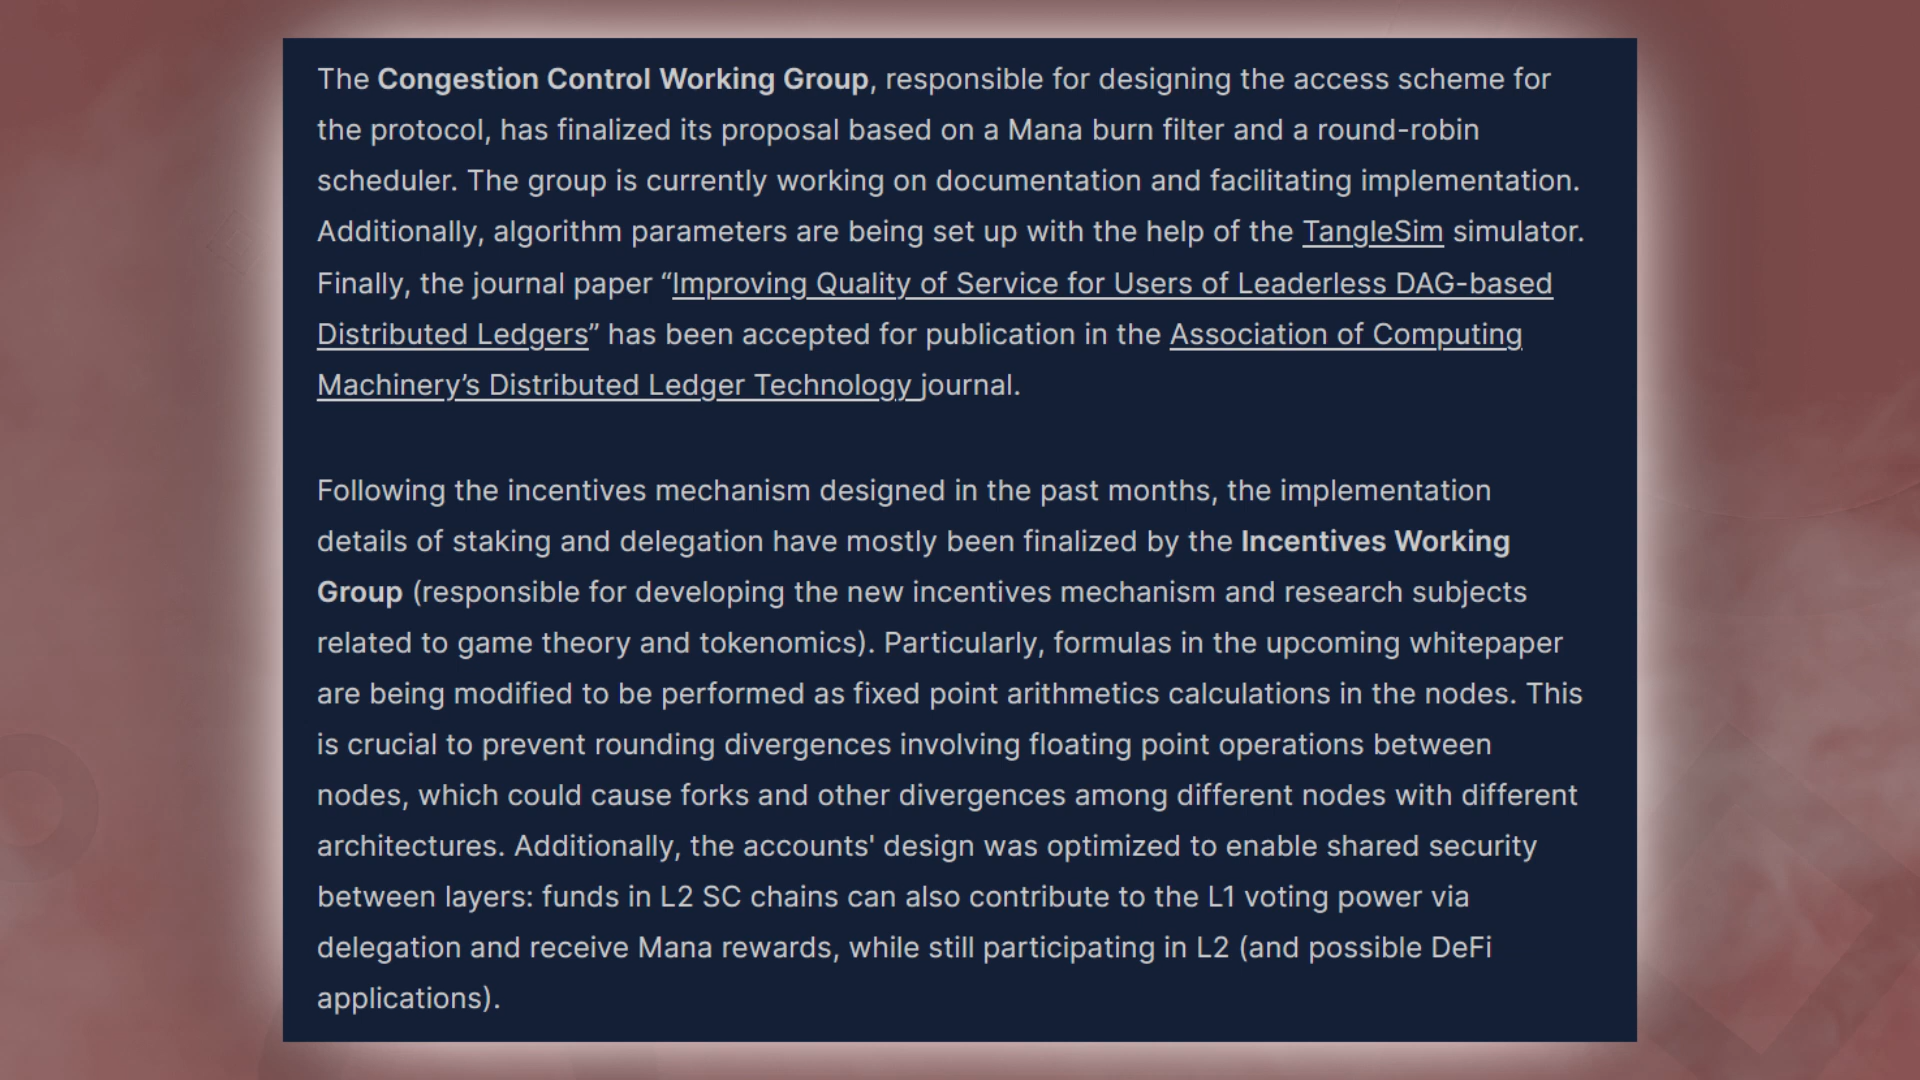 The Congestion Control Working Group, responsible for designing the access scheme for
the protocol, has finalized its proposal based on a Mana burn filter and a round-robin
scheduler. The group is currently working on documentation and facilitating implementation.
Additionally, algorithm parameters are being set up with the help of the TangleSim simulator.
Finally, the journal paper “Improving Quality of Service for Users of Leaderless DAG-based
Distributed Ledgers” has been accepted for publication in the Association of Computing
Machinery’s Distributed Ledger Technology journal.
Following the incentives mechanism designed in the past months, the implementation
details of staking and delegation have mostly been finalized by the Incentives Working
Group (responsible for developing the new incentives mechanism and research subjects
related to game theory and tokenomics). Particularly, formulas in the upcoming whitepaper
are being modified to be performed as fixed point arithmetics calculations in the nodes. This
is crucial to prevent rounding divergences involving floating point operations between
nodes, which could cause forks and other divergences among different nodes with different
architectures. Additionally, the accounts' design was optimized to enable shared security
between layers: funds in L2 SC chains can also contribute to the L1 voting power via
delegation and receive Mana rewards, while still participating in L2 (and possible DeFi
applications).